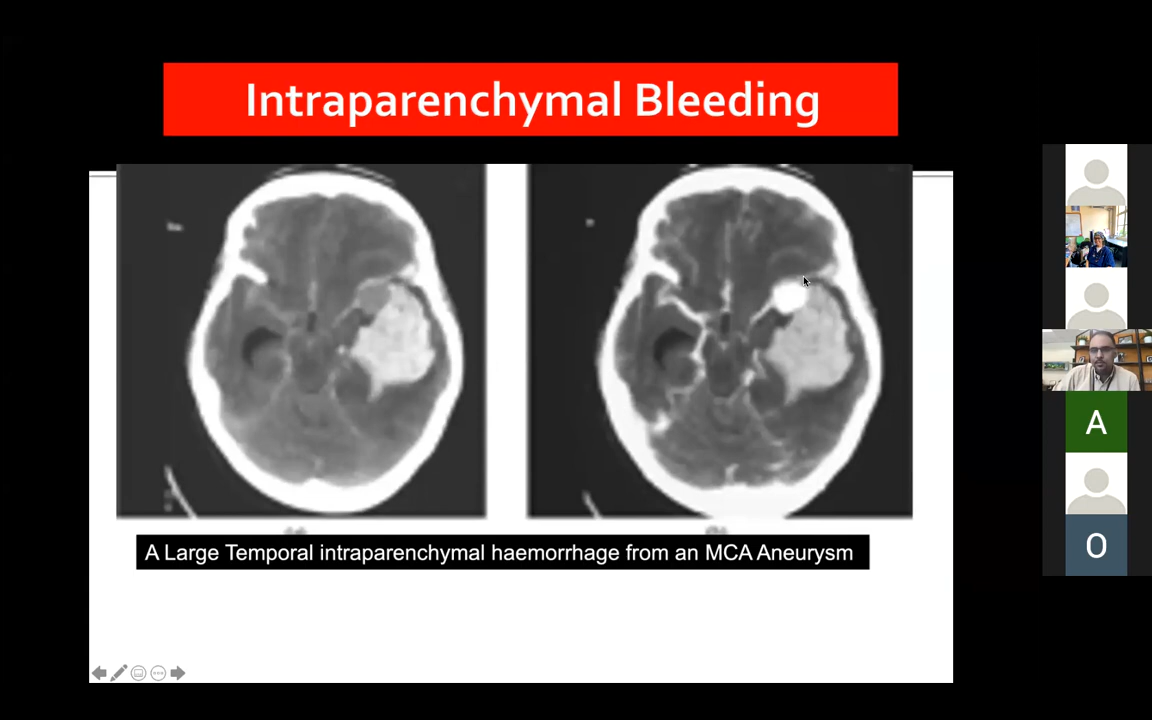 Intraparenchymal Bleeding
A Large Temporal intraparenchymal haemorrhage from an MCA Aneurysm
A
O